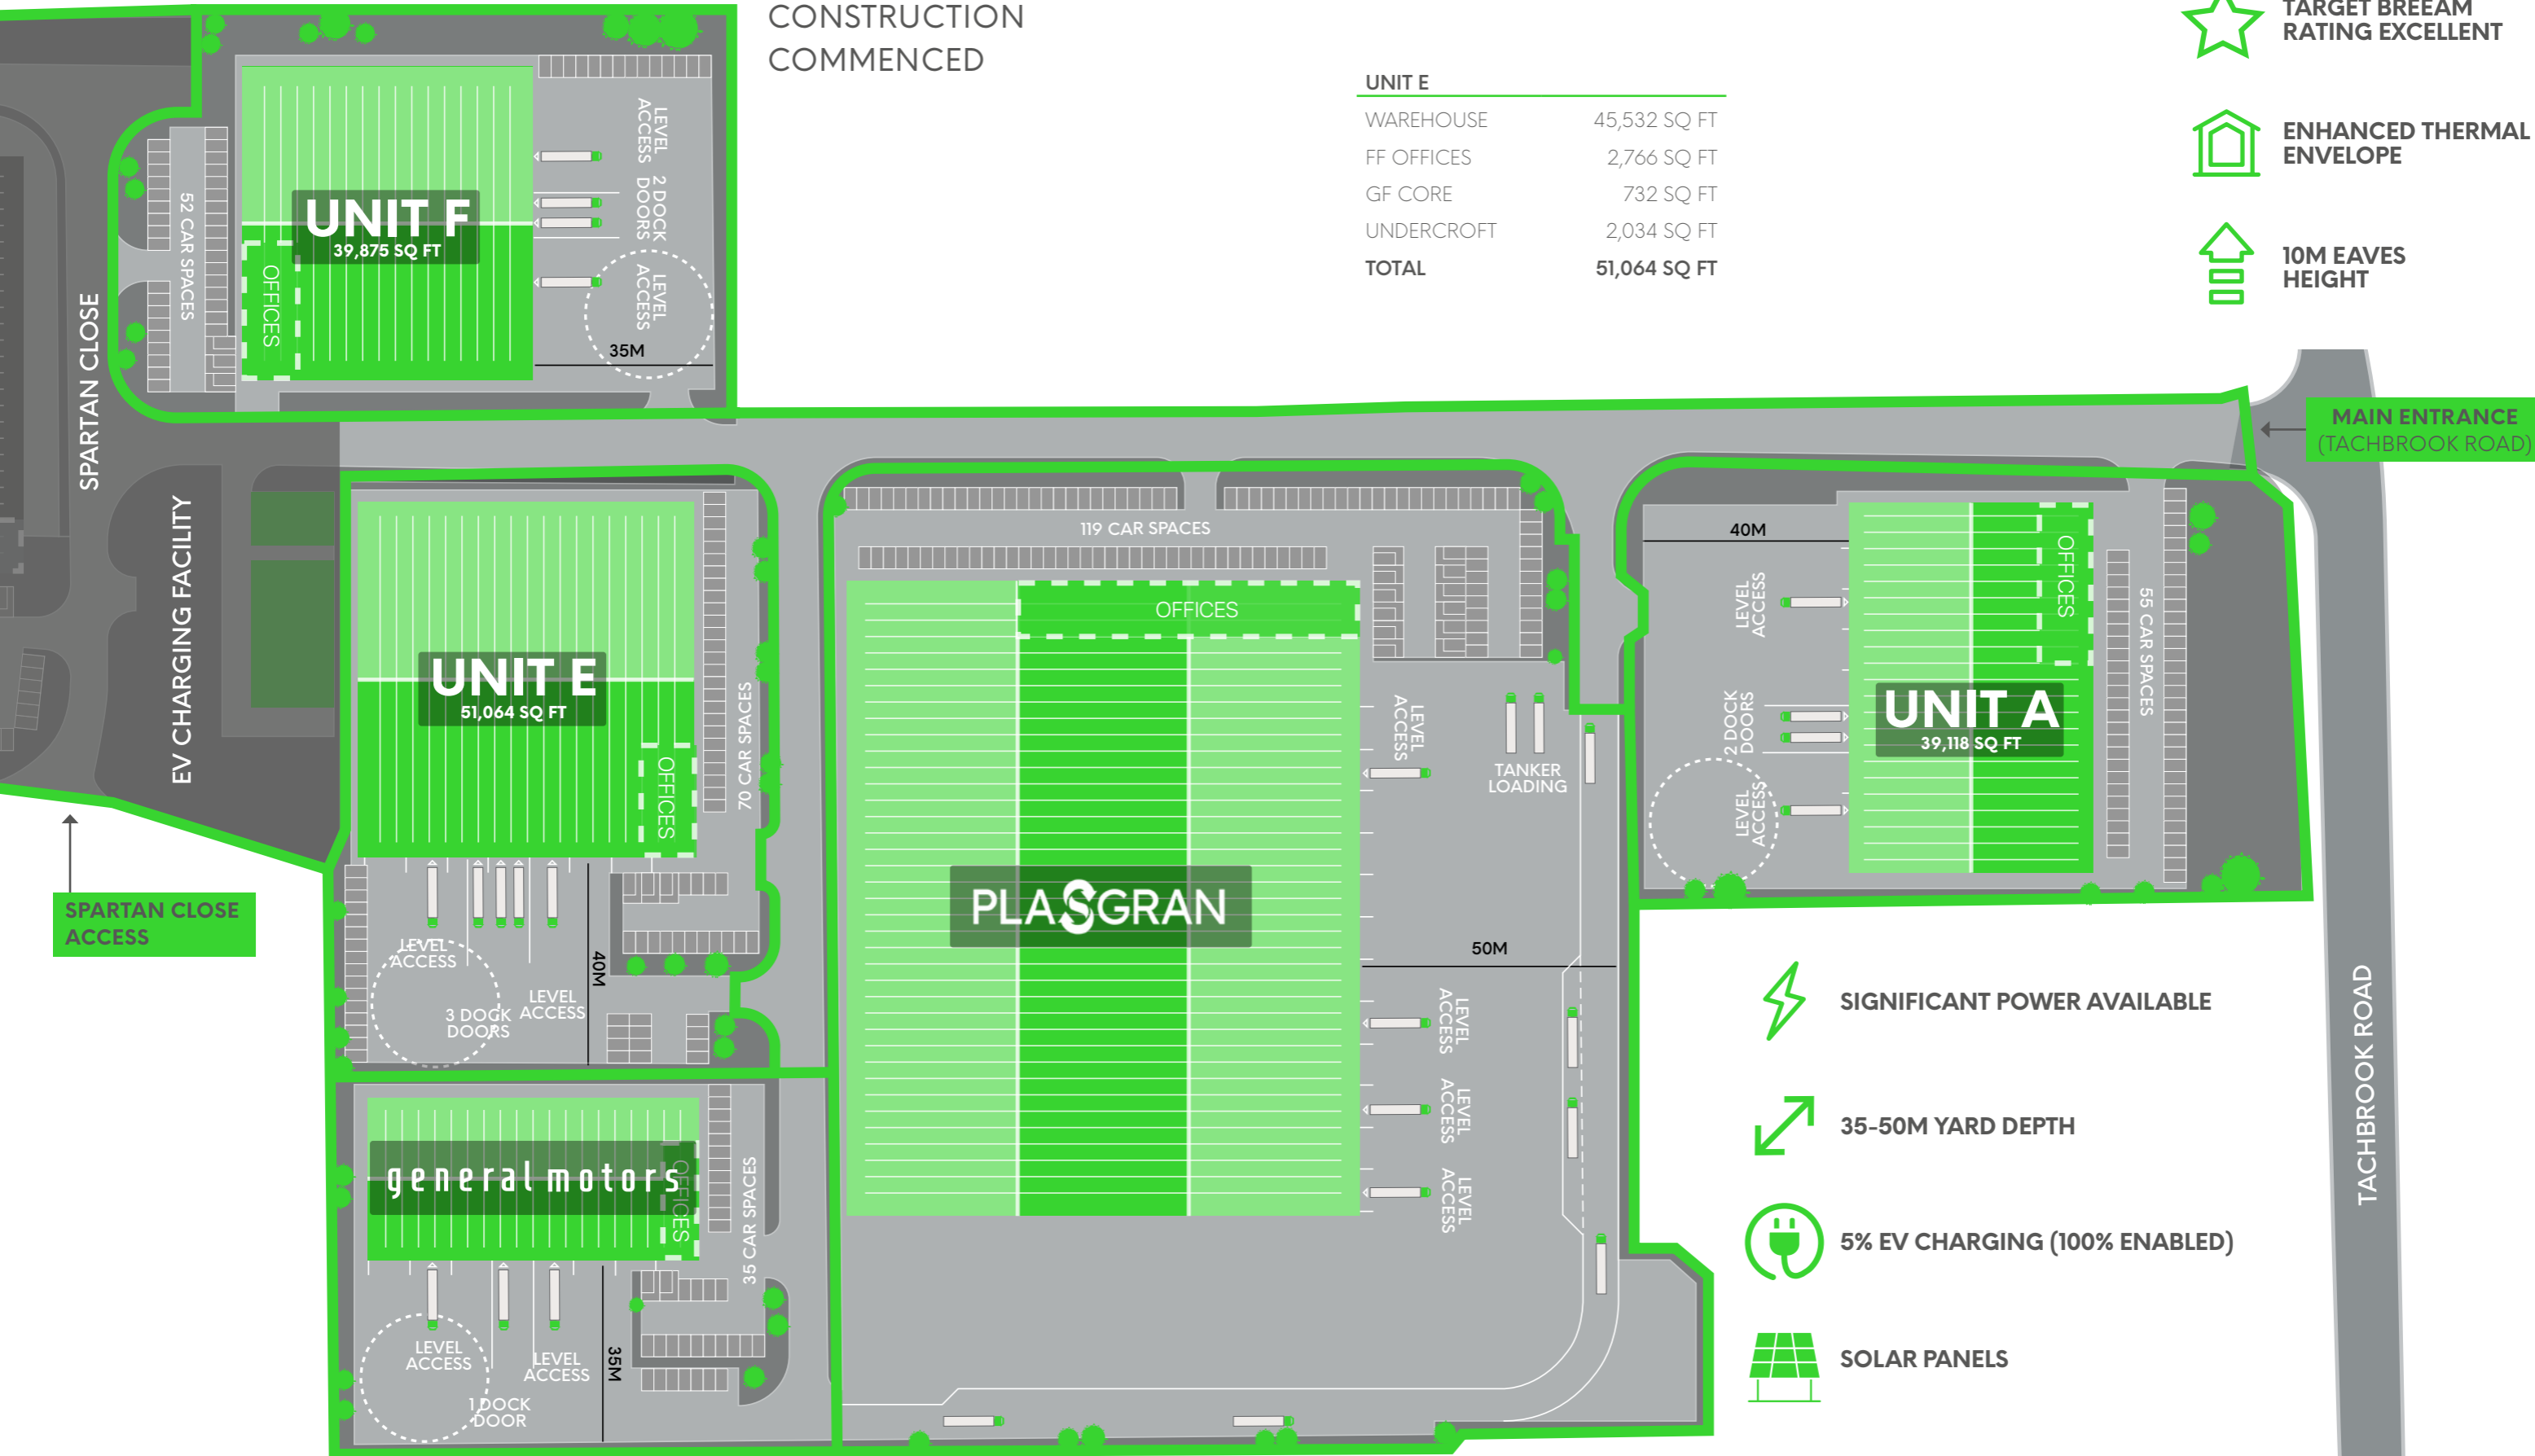 CONSTRUCTION
COMMENCED
TARGET BREEAM
RATING EXCELLENT
ENHANCED THERMAL
ENVELOPE
10M EAVES
HEIGHT
UNIT E
WAREHOUSE 45,532 SQ FT
FF OFFICES 2,766 SQ FT
GF CORE 732 SQ FT
UNDERCROFT 2,034 SQ FT
TOTAL 51,064 SQ FT
MAIN ENTRANCE
(TACHBROOK ROAD)
SPARTAN CLOSE
52 CAR SPACES
UNIT F
39,875 SQ FT
OFFICES
LEVEL
ACCESS
2 DOCK
DOORS
LEVEL
ACCESS
35M
EV CHARGING FACILITY
SPARTAN CLOSE
ACCESS
UNIT E
51,064 SQ FT
OFFICES
70 CAR SPACES
LEVEL
ACCESS
3 DOCK
DOORS
LEVEL
ACCESS
40M
general motors
OFFICES
35 CAR SPACES
LEVEL
ACCESS
1 DOCK
DOOR
LEVEL
ACCESS
35M
119 CAR SPACES
OFFICES
PLASGRAN
LEVEL
ACCESS
TANKER
LOADING
50M
LEVEL
ACCESS
LEVEL
ACCESS
LEVEL
ACCESS
40M
LEVEL
ACCESS
2 DOCK
DOORS
LEVEL
ACCESS
OFFICES
UNIT A
39,118 SQ FT
55 CAR SPACES
TACHBROOK ROAD
SIGNIFICANT POWER AVAILABLE
35-50M YARD DEPTH
5% EV CHARGING (100% ENABLED)
SOLAR PANELS